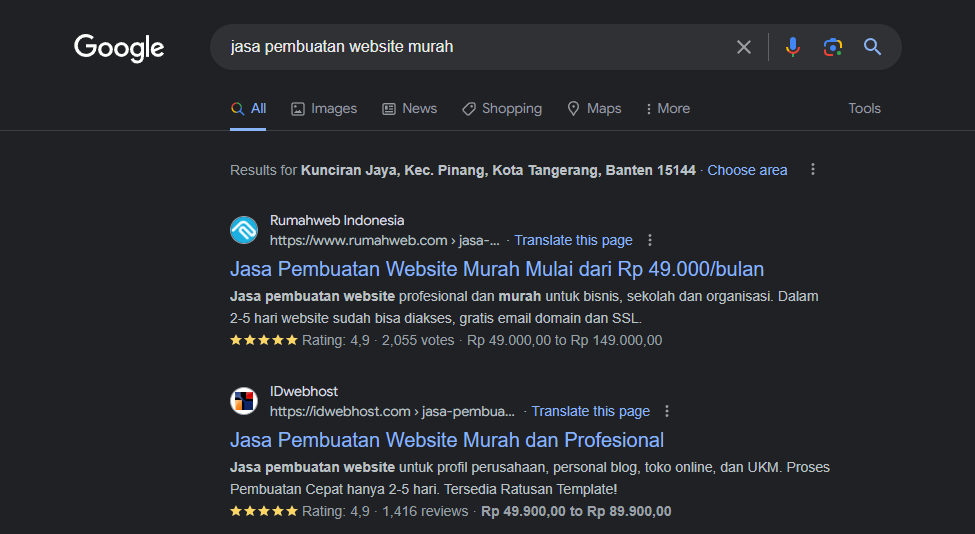 Google
jasa pembuatan website murah
All Images News Shopping Maps More Tools
Results for Kunciran Jaya, Kec. Pinang, Kota Tangerang, Banten 15144 · Choose area
Rumahweb Indonesia
https://www.rumahweb.com › jasa-... · Translate this page
Jasa Pembuatan Website Murah Mulai dari Rp 49.000/bulan
Jasa pembuatan website profesional dan murah untuk bisnis, sekolah dan organisasi. Dalam
2-5 hari website sudah bisa diakses, gratis email domain dan SSL.
Rating: 4,9 · 2,055 votes · Rp 49.000,00 to Rp 149.000,00
IDwebhost
https://idwebhost.com › jasa-pembua... · Translate this page
Jasa Pembuatan Website Murah dan Profesional
Jasa pembuatan website untuk profil perusahaan, personal blog, toko online, dan UKM. Proses
Pembuatan Cepat hanya 2-5 hari. Tersedia Ratusan Template!
Rating: 4,9 · 1,416 reviews · Rp 49.900,00 to Rp 89.900,00